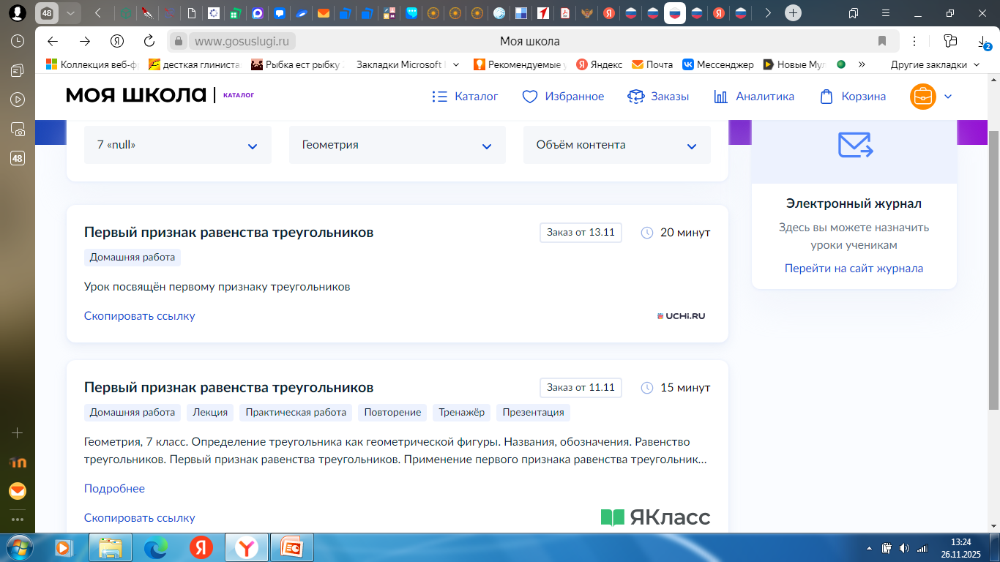 48
www.gosuslugi.ru
Моя школа
2
Коллекция веб-ф
десткая глиниста
Рыбка ест рыбку
Закладки Microsoft
Рекомендуемые
Яндекс
Почта
Мессенджер
Новые Мул
Другие закладки
МОЯ ШКОЛА | КАТАЛОГ
Каталог
Избранное
Заказы
Аналитика
Корзина
48
7 «null»
Геометрия
Объём контента
Первый признак равенства треугольников
Заказ от 13.11
20 минут
Домашняя работа
Урок посвящён первому признаку треугольников
Скопировать ссылку
UCHi.RU
Электронный журнал
Здесь вы можете назначить
уроки ученикам
Перейти на сайт журнала
Первый признак равенства треугольников
Заказ от 11.11
15 минут
Домашняя работа
Лекция
Практическая работа
Повторение
Тренажёр
Презентация
Геометрия, 7 класс. Определение треугольника как геометрической фигуры. Названия, обозначения. Равенство
треугольников. Первый признак равенства треугольников. Применение первого признака равенства треугольник...
Подробнее
Скопировать ссылку
ЯКласс
13:24
26.11.2025